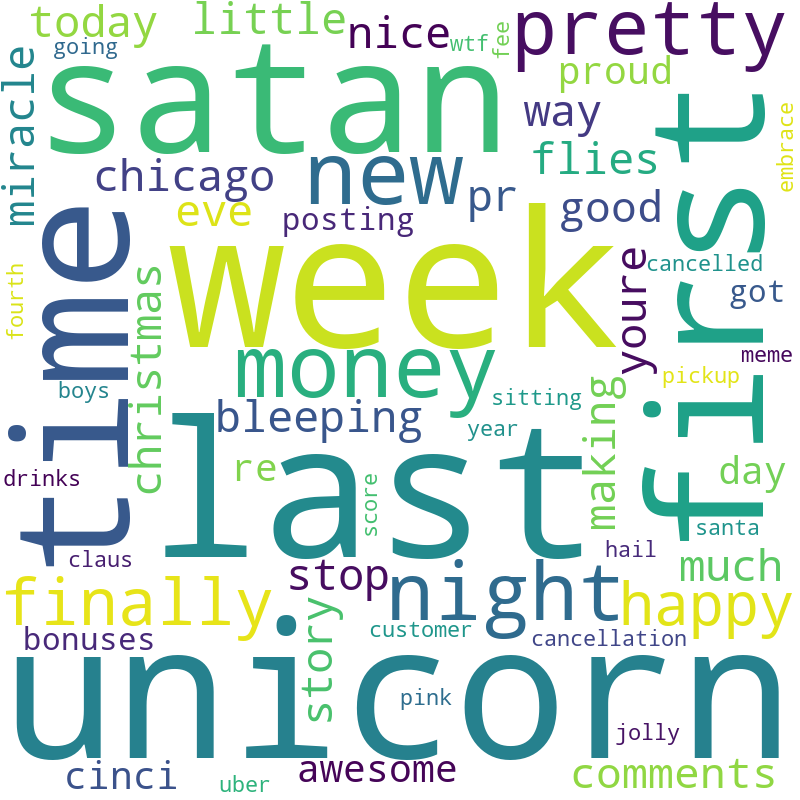 today
little
nice
wtf
fee
pretty
going
satan
proud
miracle
way
first
embrace
chicago
new
pr
flies
eve
posting
good
time
week
youre
cancelled
fourth
christmas
got
money
meme
boys
sitting
making
pickup
bleeping
year
last
re
score
day
drinks
santa
claus
stop
night
hail
much
finally
happy
bonuses
story
customer
cancellation
unicorn
pink
jolly
cinci
uber
awesome
comments